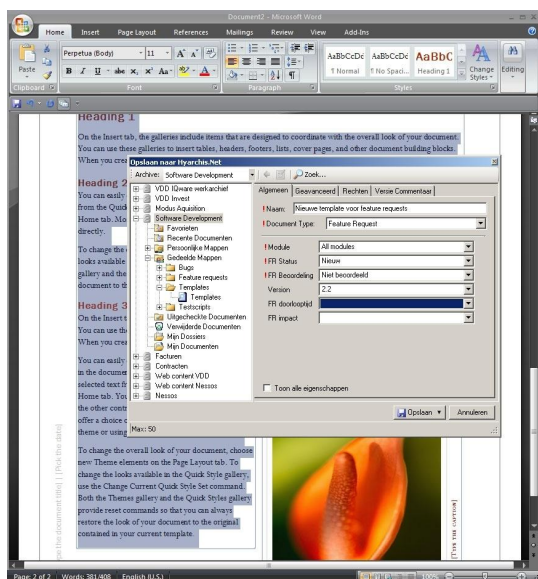 Document2 - Microsoft Word
Home Insert Page Layout References Mailings Review View Add-Ins
Paste
Perpetua (Body) 11
AaBbCcDd AaBbCcDd AaBbC
¶ Normal ¶ No Spaci... Heading 1
Change Styles
Editing
Clipboard Font Paragraph Styles
Heading 1
On the Insert tab, the galleries include items that are designed to coordinate with the overall look of your document.
You can use these galleries to insert tables, headers, footers, lists, cover pages, and other document building blocks.
When you crea
Opslaan naar Hyarchis.Net
Archive: Software Development Zoek...
VDD IQware werkarchief
VDD Invest
Modus Aquisition
Software Development
Favorieten
Recente Documenten
Persoonlijke Mappen
Gedeelde Mappen
Bugs
Feature requests
Templates
Templates
Testscripts
Uitgecheckte Documenten
Verwijderde Documenten
Mijn Dossiers
Mijn Documenten
Facturen
Contracten
Web content VDD
Web content Nessos
Nessos
Algemeen Geavanceerd Rechten Versie Commentaar
! Naam: Nieuwe template voor feature requests
! Document Type: Feature Request
! Module All modules
! FR Status Nieuw
! FR Beoordeling Niet beoordeeld
Version 2.2
FR doorlooptijd
FR impact
Toon alle eigenschappen
Opslaan Annuleren
Max: 50
Heading 2
You can easily
from the Quick
Home tab. Mo
directly.
To change the
looks available
gallery and the
document to th
Heading 3
On the Insert t
You can use the
When you crea
You can easily
in the documen
selected text fr
Home tab. You
the other contr
offer a choice o
theme or using
To change the overall look of your document, choose
new Theme elements on the Page Layout tab. To
change the looks available in the Quick Style gallery,
use the Change Current Quick Style Set command.
Both the Themes gallery and the Quick Styles gallery
provide reset commands so that you can always
restore the look of your document to the original
contained in your current template.
pe the document title] | [Pick the date]
[TYPE THE CAPTION]
Page: 2 of 2 Words: 381/408 English (U.S.) 100%